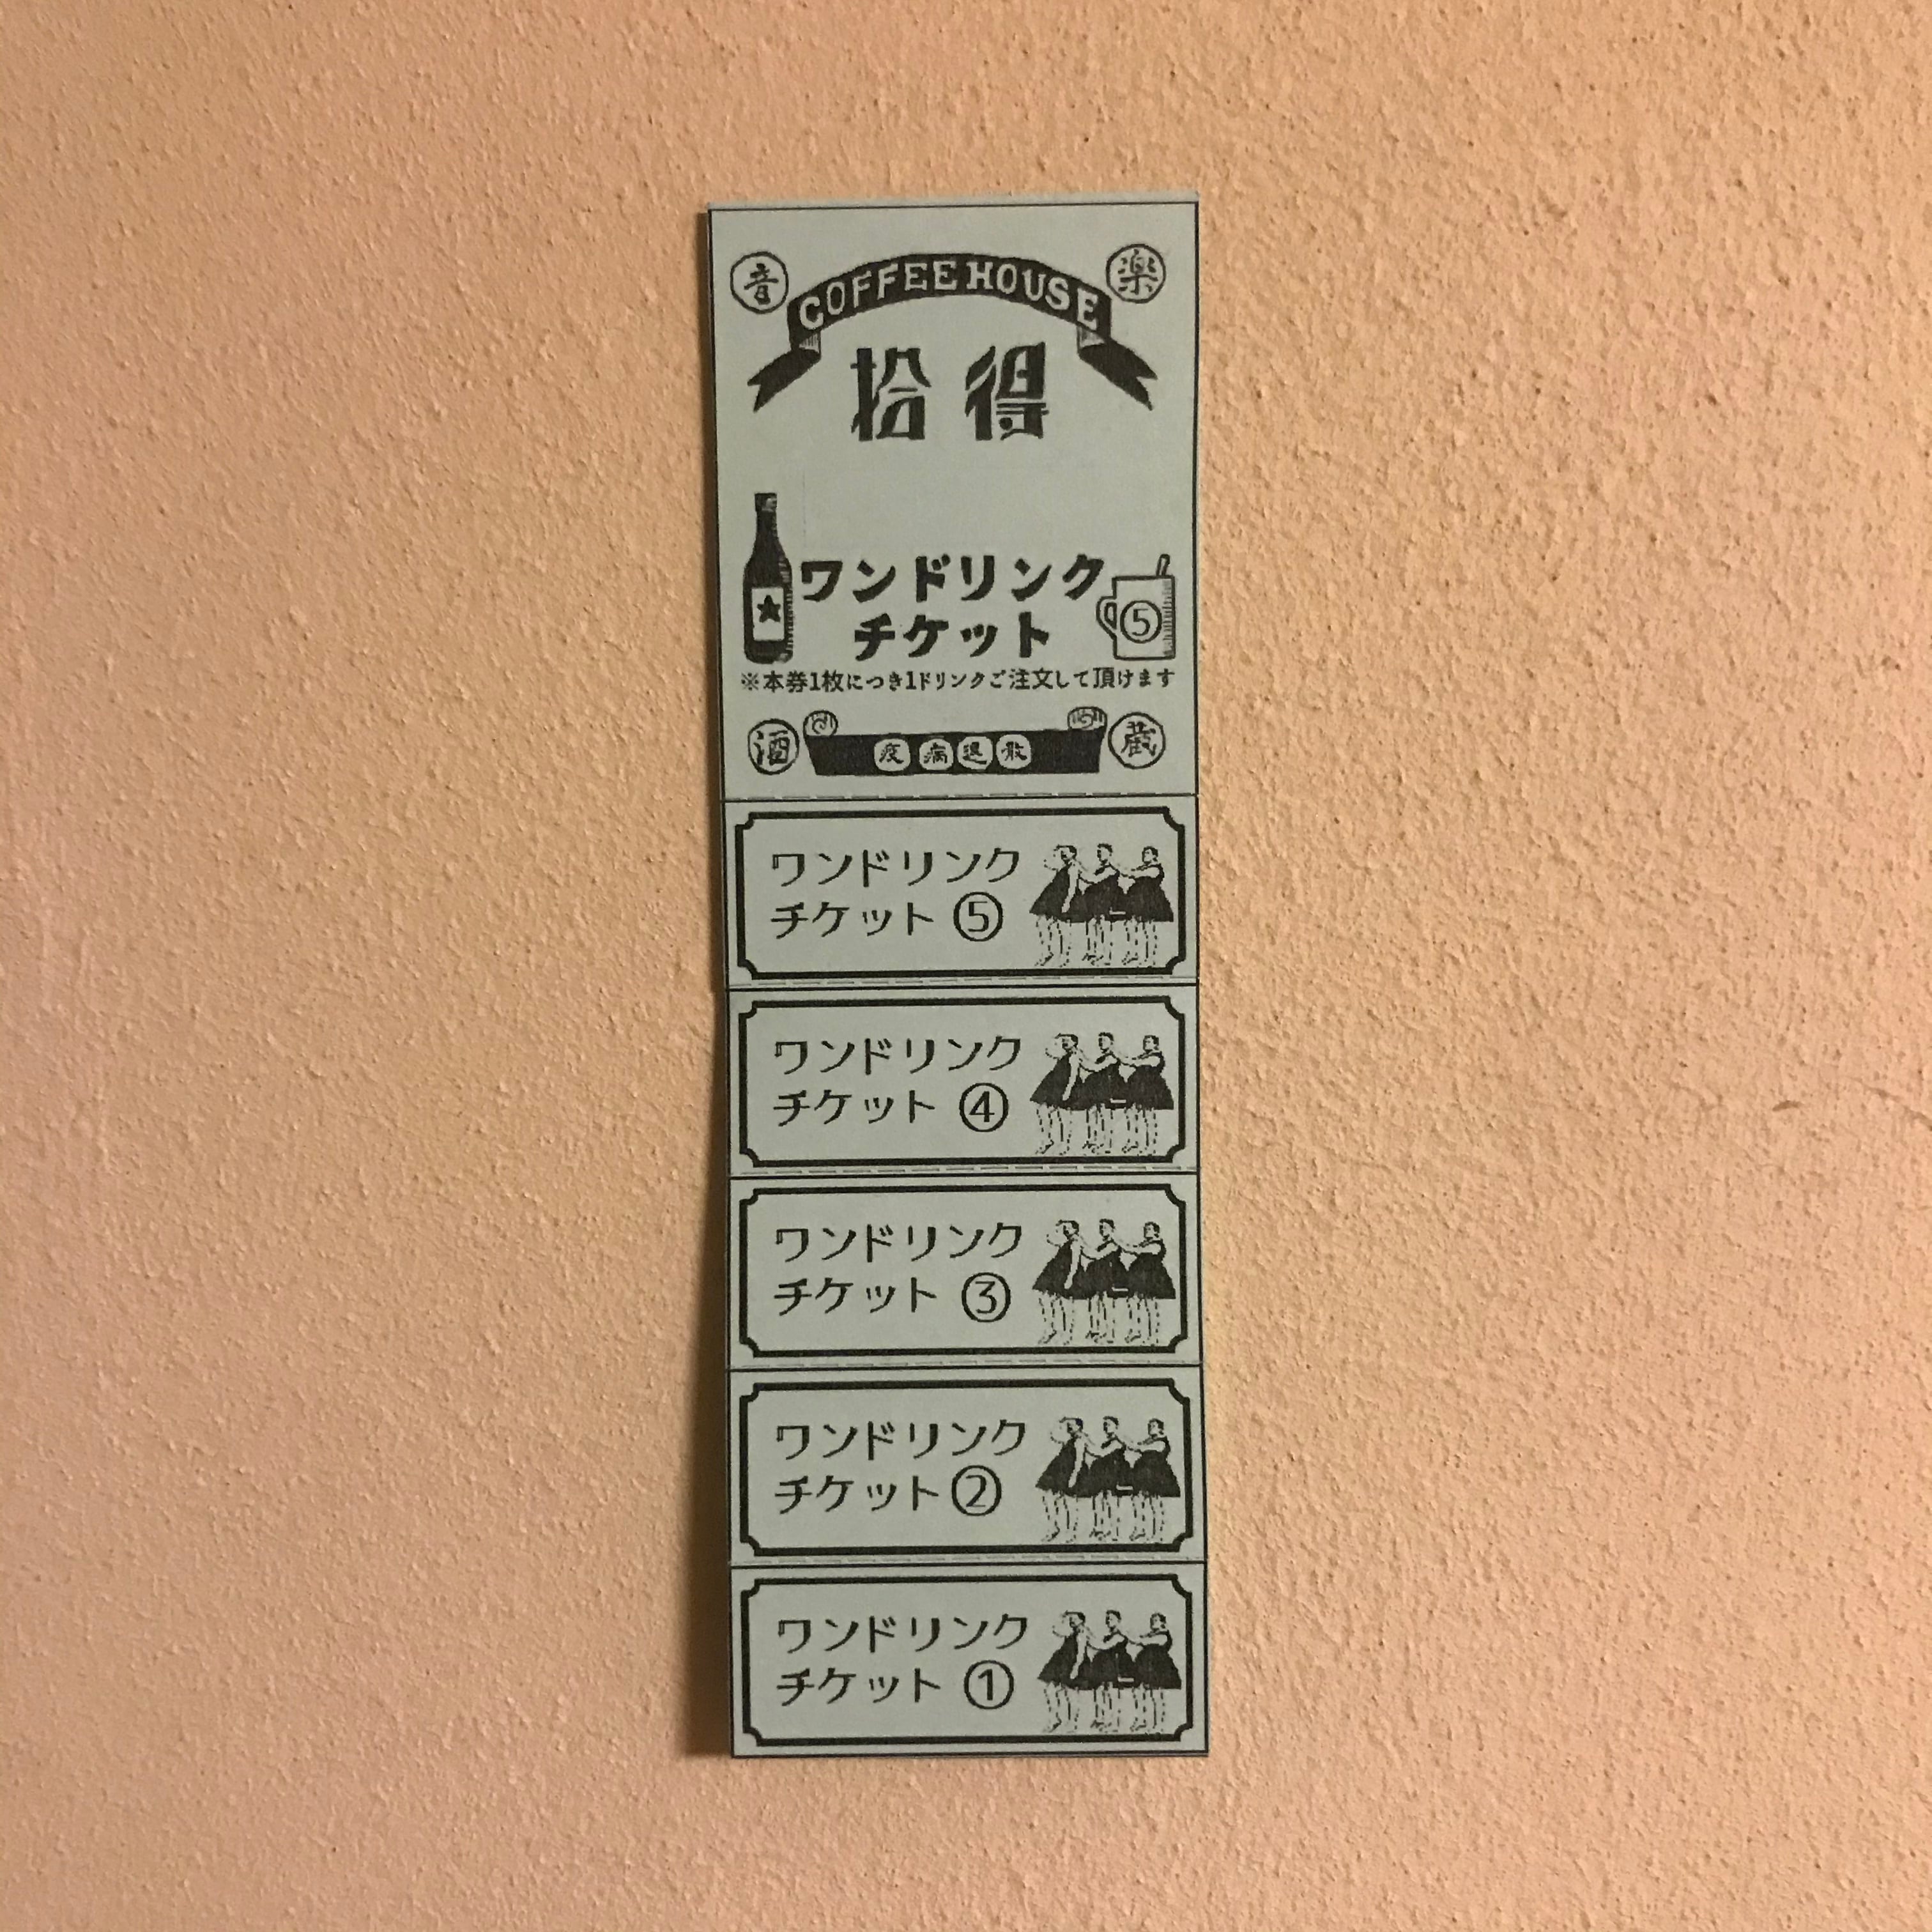 音 COFFEE HOUSE 楽
拾得
ワンドリンク
チケット ⑤
※本券1枚につき1ドリンクご注文して頂けます
酒 疫病退散 蔵
ワンドリンク
チケット ⑤
ワンドリンク
チケット ④
ワンドリンク
チケット ③
ワンドリンク
チケット ②
ワンドリンク
チケット ①